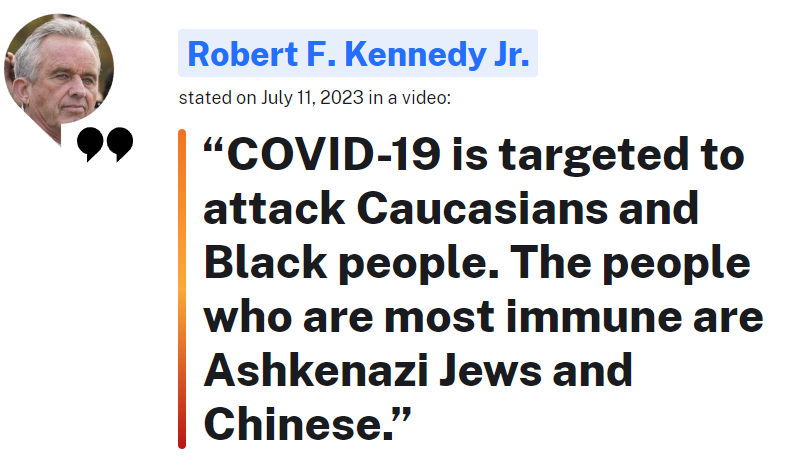 Robert F. Kennedy Jr.
stated on July 11, 2023 in a video:
“COVID-19 is targeted to
attack Caucasians and
Black people. The people
who are most immune are
Ashkenazi Jews and
Chinese.”